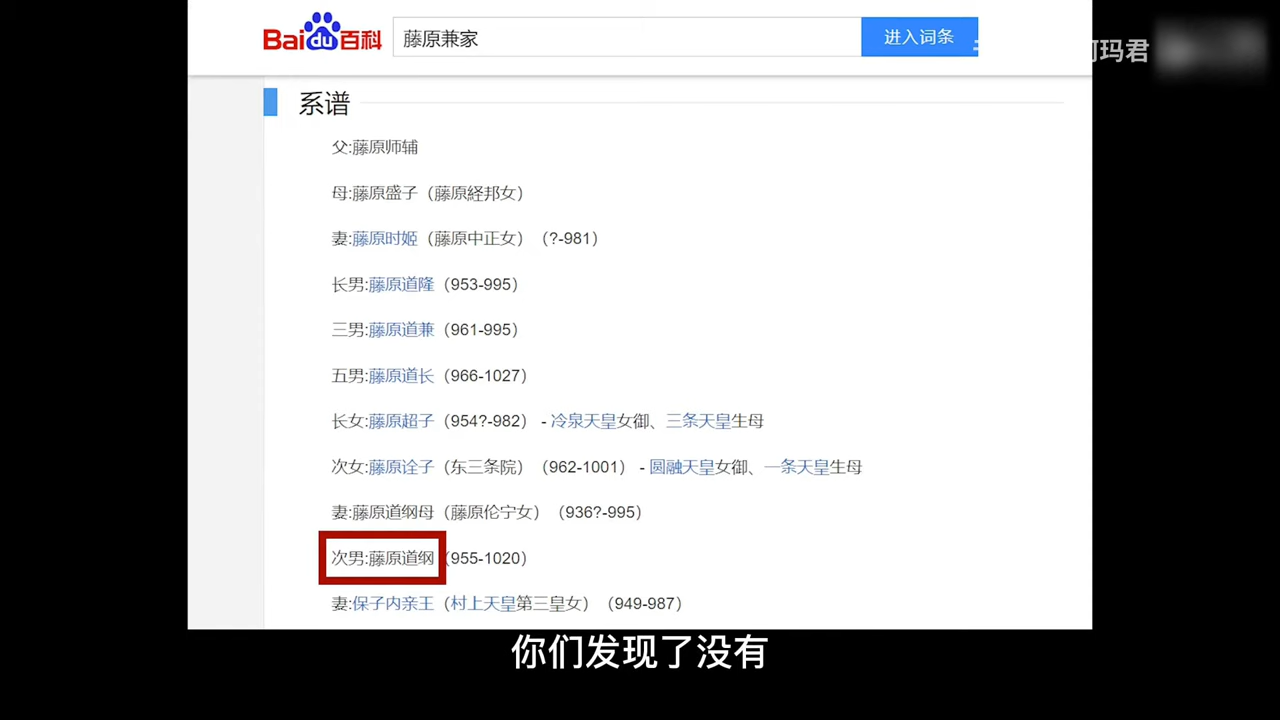 Bai du 百科
藤原兼家
进入词条
玛君
系谱
父:藤原师辅
母:藤原盛子（藤原経邦女）
妻:藤原时姬（藤原中正女）（?-981）
长男:藤原道隆（953-995）
三男:藤原道兼（961-995）
五男:藤原道长（966-1027）
长女:藤原超子（954?-982） - 冷泉天皇女御、三条天皇生母
次女:藤原诠子（东三条院）（962-1001） - 圆融天皇女御、一条天皇生母
妻:藤原道纲母（藤原伦宁女）（936?-995）
次男:藤原道纲（955-1020）
妻:保子内亲王（村上天皇第三皇女）（949-987）
你们发现了没有